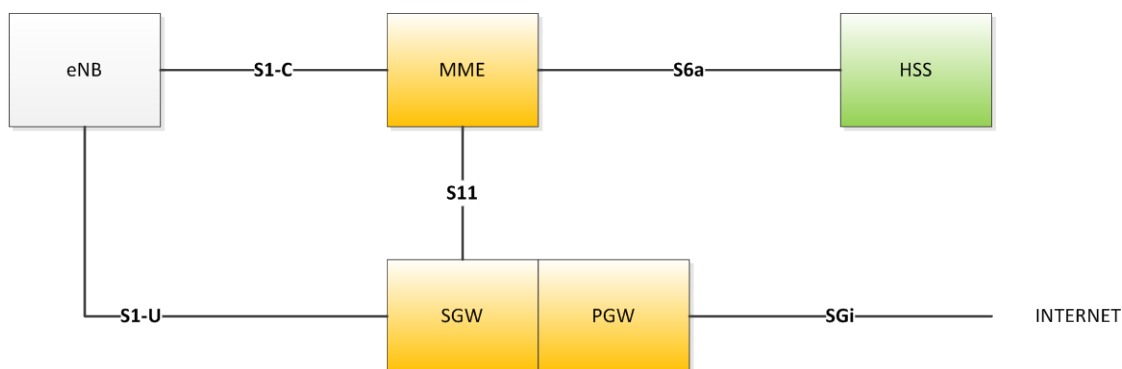 eNB
S1-C
MME
S6a
HSS
S11
S1-U
SGW
PGW
SGi
INTERNET